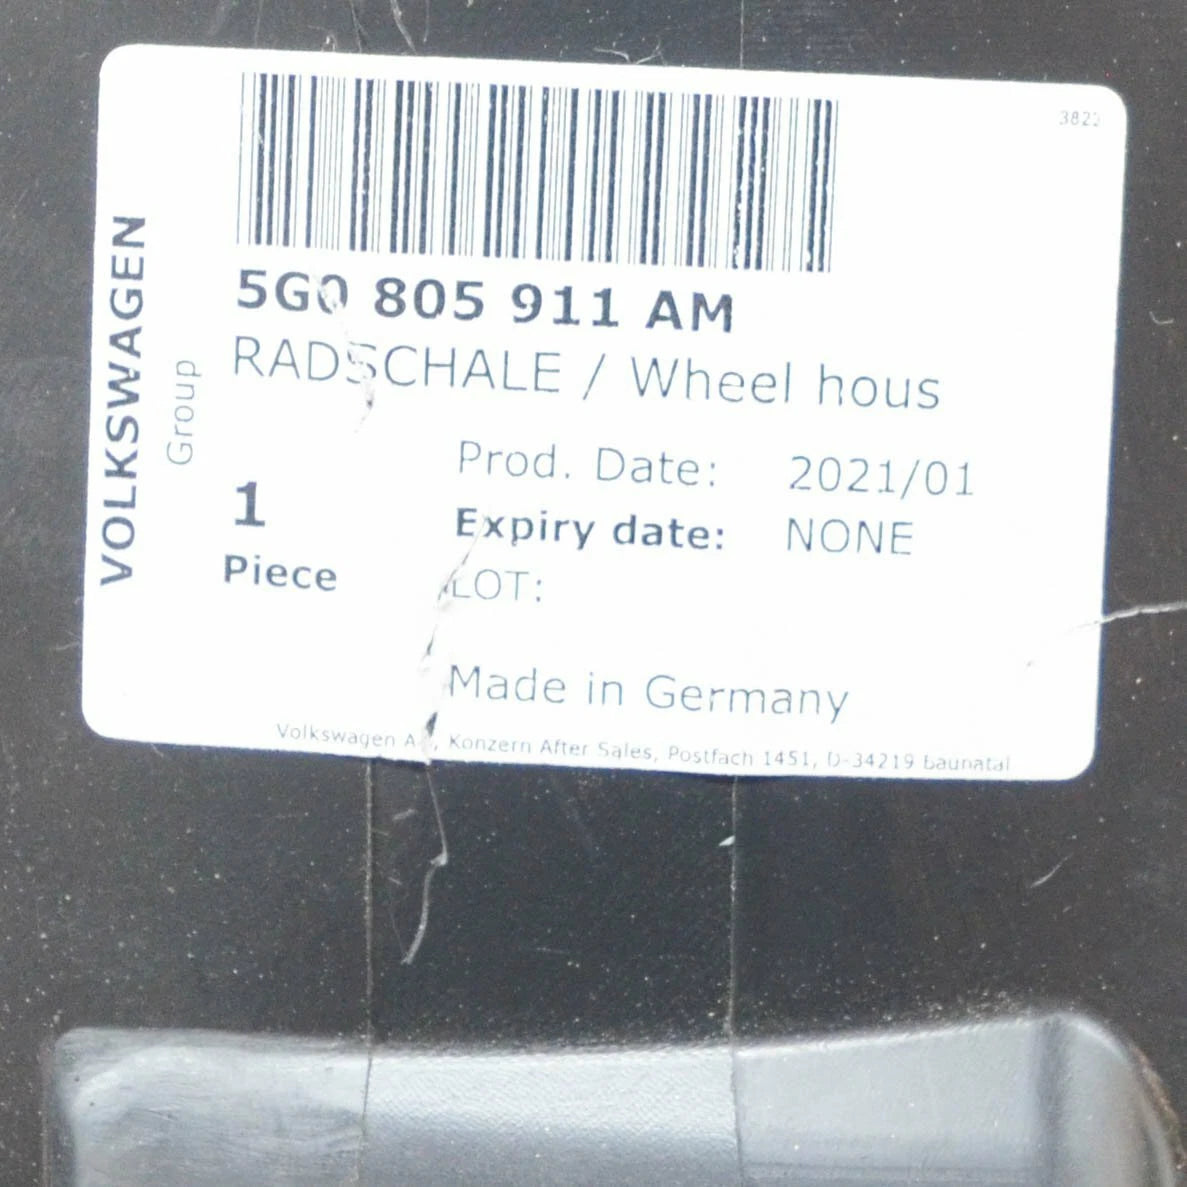 3822
5G0 805 911 AM
RADSCHALE / Wheel hous
VOLKSWAGEN
Group
Prod. Date: 2021/01
1
Expiry date: NONE
Piece
LOT:
Made in Germany
Volkswagen A , Konzern After Sales, Postfach 1451, D-34219 Baunatal